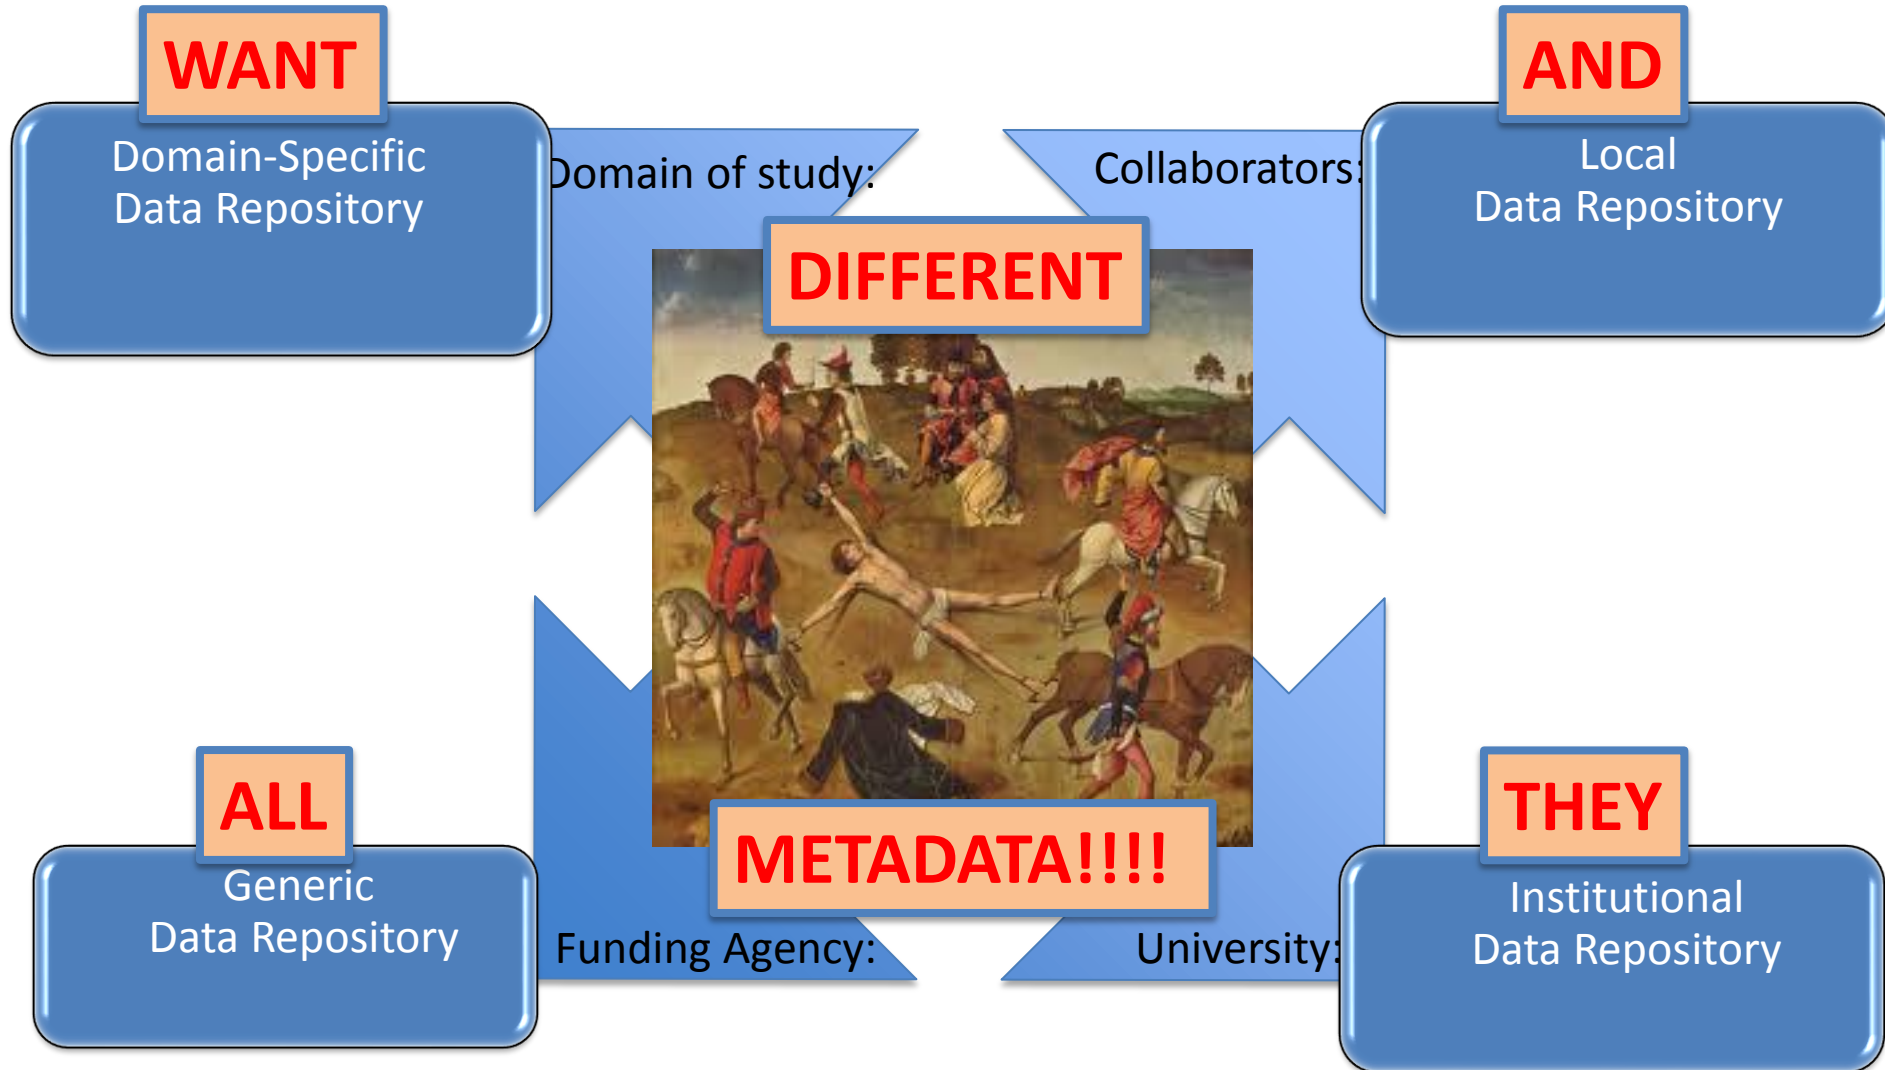 WANT
Domain-Specific
Data Repository
Domain of study:
Collaborators:
AND
Local
Data Repository
DIFFERENT
METADATA!!!!
ALL
Generic
Data Repository
Funding Agency:
University:
THEY
Institutional
Data Repository